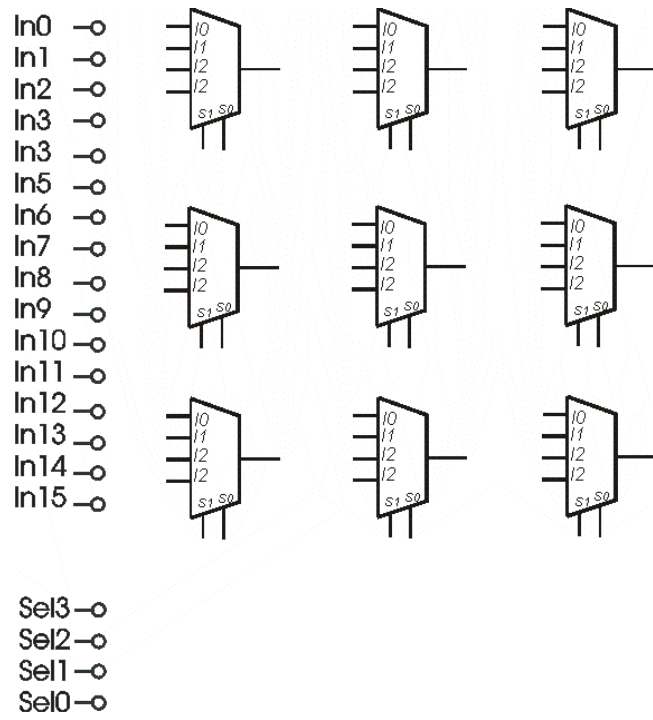 In0
In1
In2
In3
In3
In5
In6
In7
In8
In9
In10
In11
In12
In13
In14
In15
Sel3
Sel2
Sel1
Sel0
I0
I1
I2
I2
S1 S0
I0
I1
I2
I2
S1 S0
I0
I1
I2
I2
S1 S0
I0
I1
I2
I2
S1 S0
I0
I1
I2
I2
S1 S0
I0
I1
I2
I2
S1 S0
I0
I1
I2
I2
S1 S0
I0
I1
I2
I2
S1 S0
I0
I1
I2
I2
S1 S0